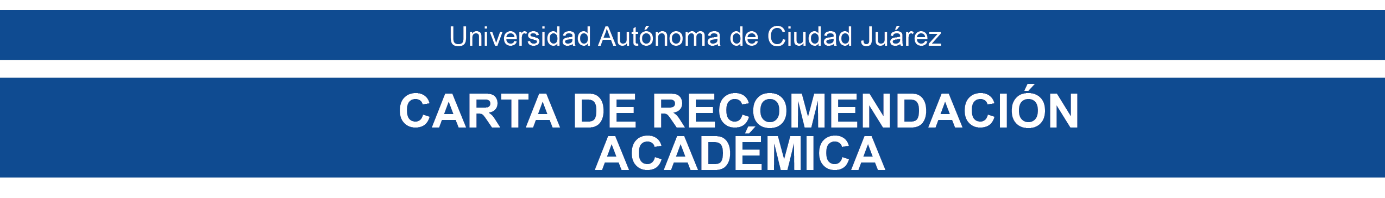 Universidad Autónoma de Ciudad Juárez
CARTA DE RECOMENDACIÓN
ACADÉMICA